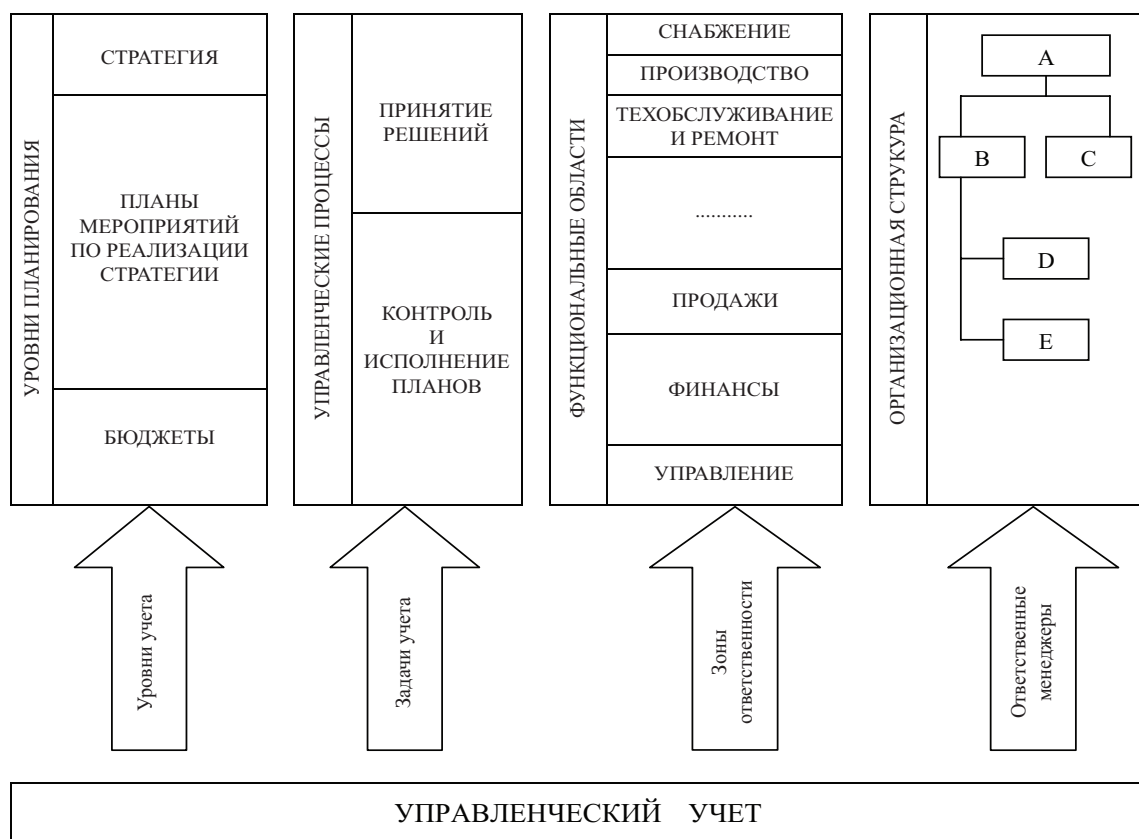 УРОВНИ ПЛАНИРОВАНИЯ
СТРАТЕГИЯ
ПЛАНЫ
МЕРОПРИЯТИЙ
ПО РЕАЛИЗАЦИИ
СТРАТЕГИИ
БЮДЖЕТЫ
УПРАВЛЕНЧЕСКИЕ ПРОЦЕССЫ
ПРИНЯТИЕ
РЕШЕНИЙ
КОНТРОЛЬ
И
ИСПОЛНЕНИЕ
ПЛАНОВ
ФУНКЦИОНАЛЬНЫЕ ОБЛАСТИ
СНАБЖЕНИЕ
ПРОИЗВОДСТВО
ТЕХОБСЛУЖИВАНИЕ
И РЕМОНТ
...........
ПРОДАЖИ
ФИНАНСЫ
УПРАВЛЕНИЕ
ОРГАНИЗАЦИОННАЯ СТРУКУРА
A
B
C
D
E
Уровни учета
Задачи учета
Зоны
ответственности
Ответственные
менеджеры
УПРАВЛЕНЧЕСКИЙ УЧЕТ